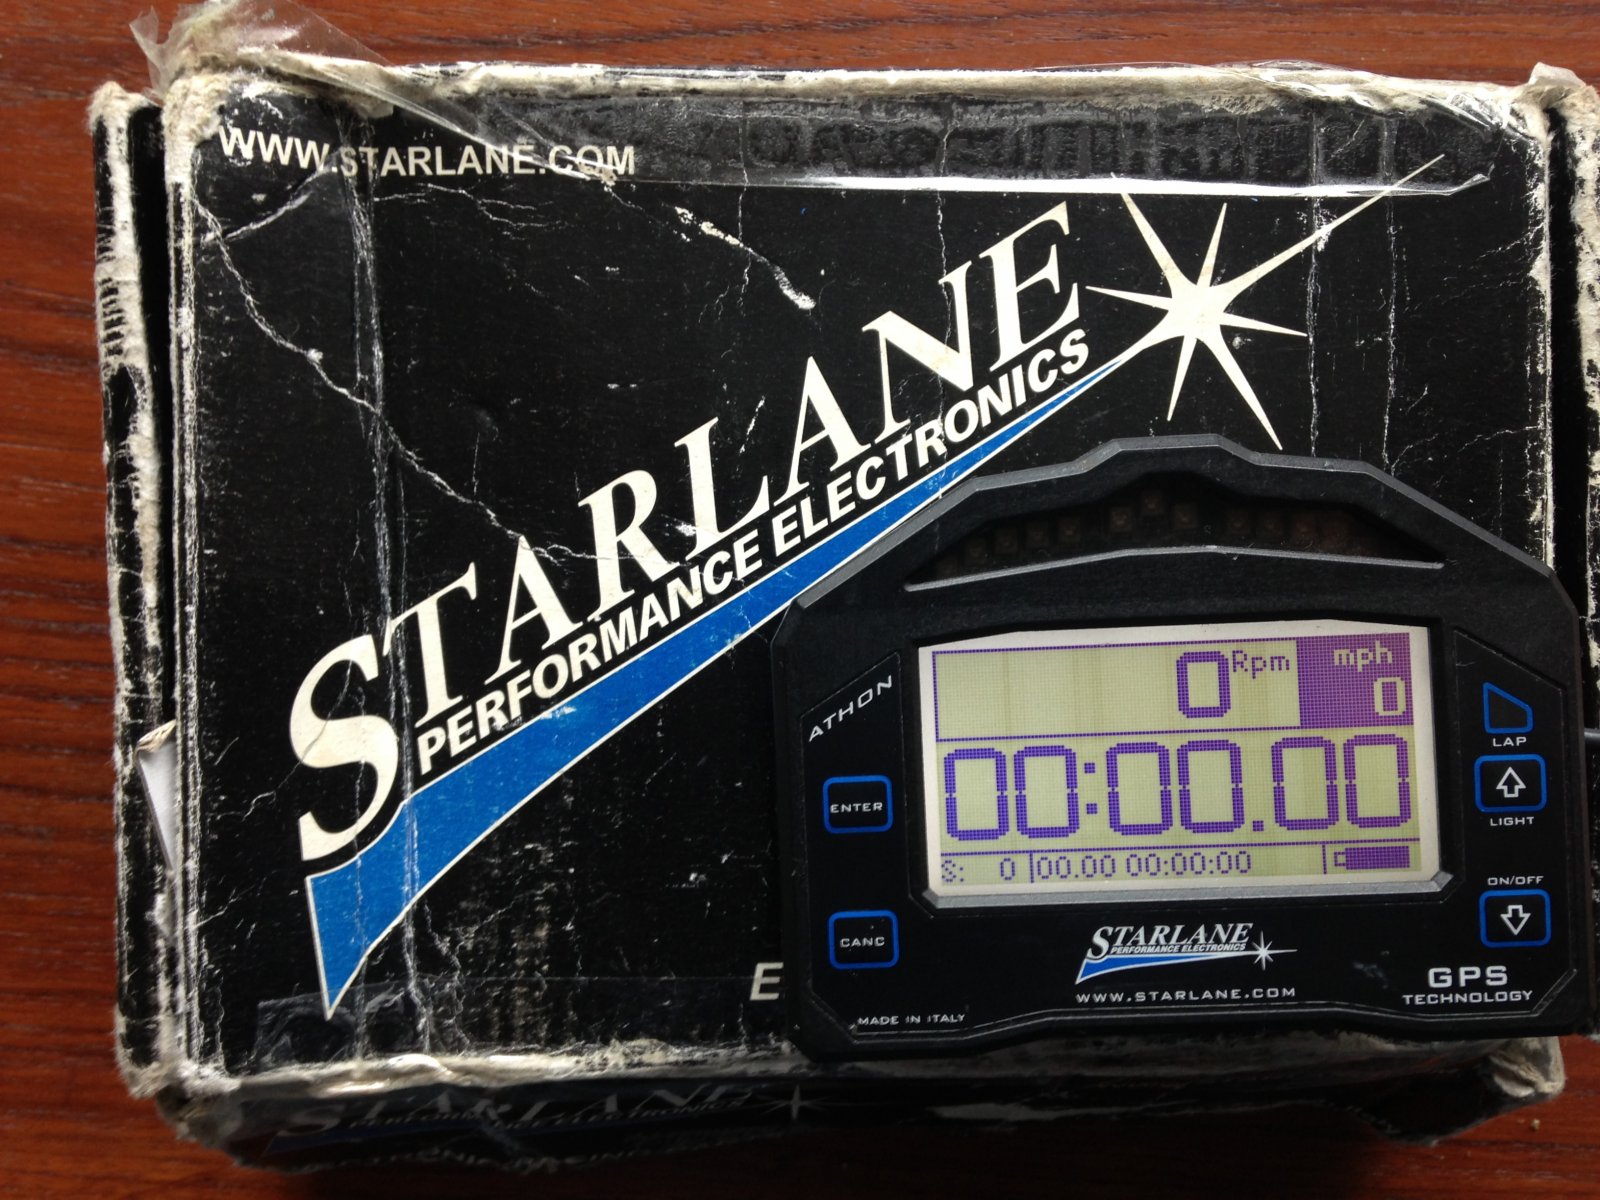 WWW.STARLANE.COM
STARLANE
PERFORMANCE ELECTRONICS
E
ATHON
0 Rpm
mph
0
00:00.00
S: 0 00.00 00:00:00
ENTER
CANC
LAP
LIGHT
ON/OFF
STARLANE
PERFORMANCE ELECTRONICS
WWW.STARLANE.COM
GPS
TECHNOLOGY
MADE IN ITALY
STARLANE